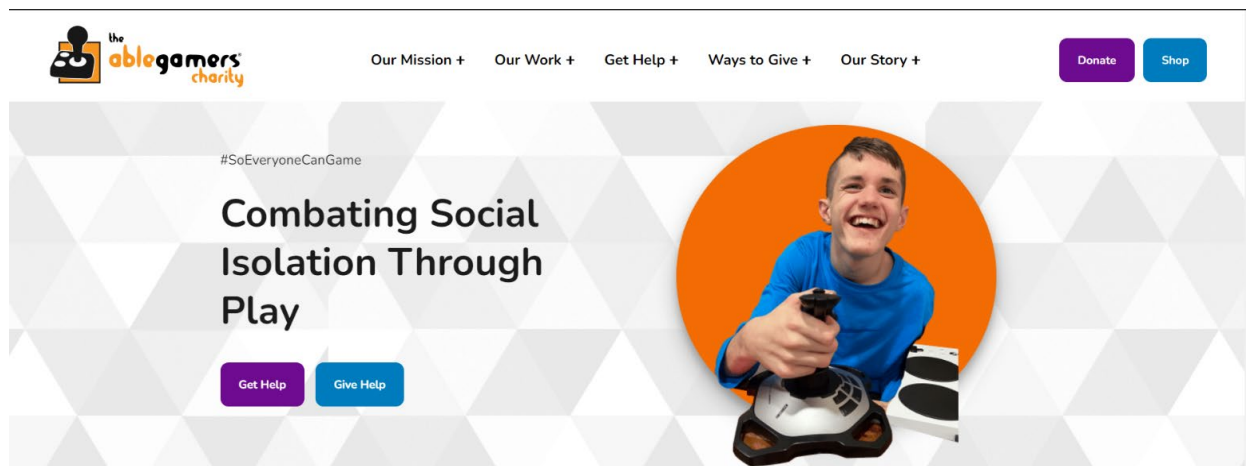 the
ablegamers
charity
Our Mission +
Our Work +
Get Help +
Ways to Give +
Our Story +
Donate
Shop
#SoEveryoneCanGame
Combating Social
Isolation Through
Play
Get Help
Give Help